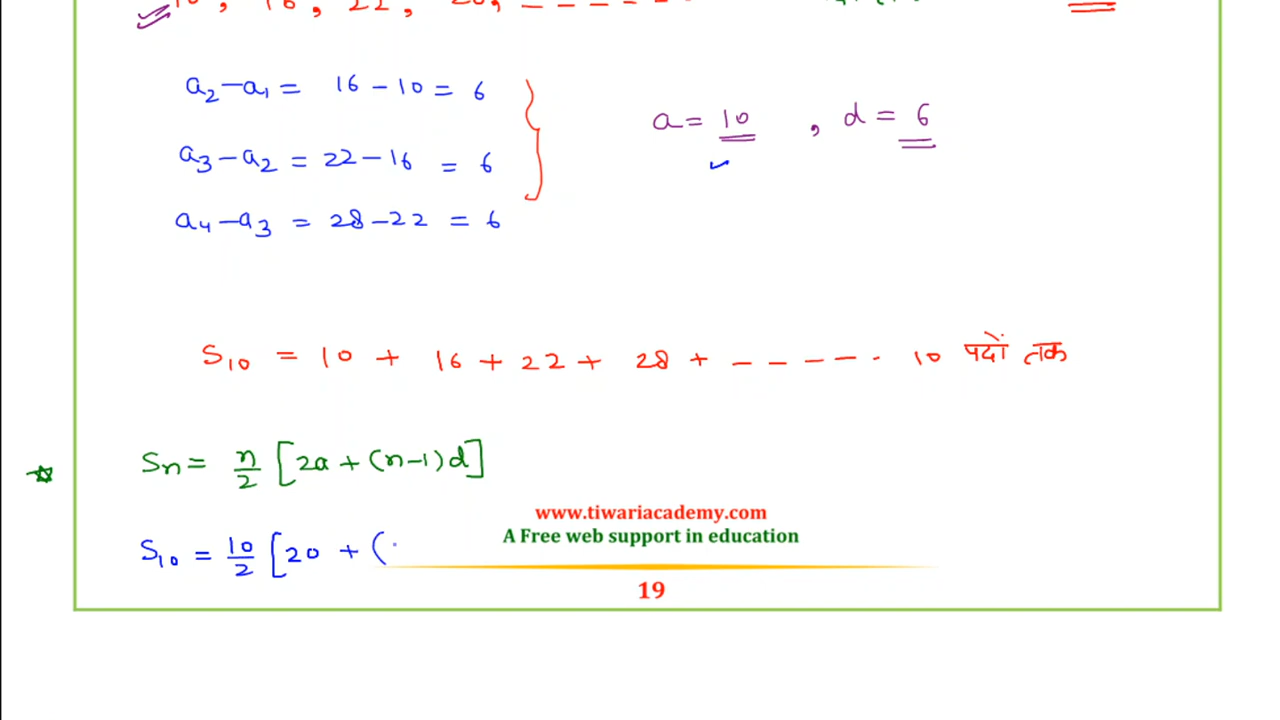 a₂-a₁ = 16-10 = 6
a = 10 , d = 6
a₃-a₂ = 22-16 = 6
a₄-a₃ = 28-22 = 6
S₁₀ = 10 + 16 + 22 + 28 + - - - - - . 10 पदों तक
Sn = n/2 [2a + (n-1)d]
www.tiwariacademy.com
A Free web support in education
S₁₀ = 10/2 [20 + (
19